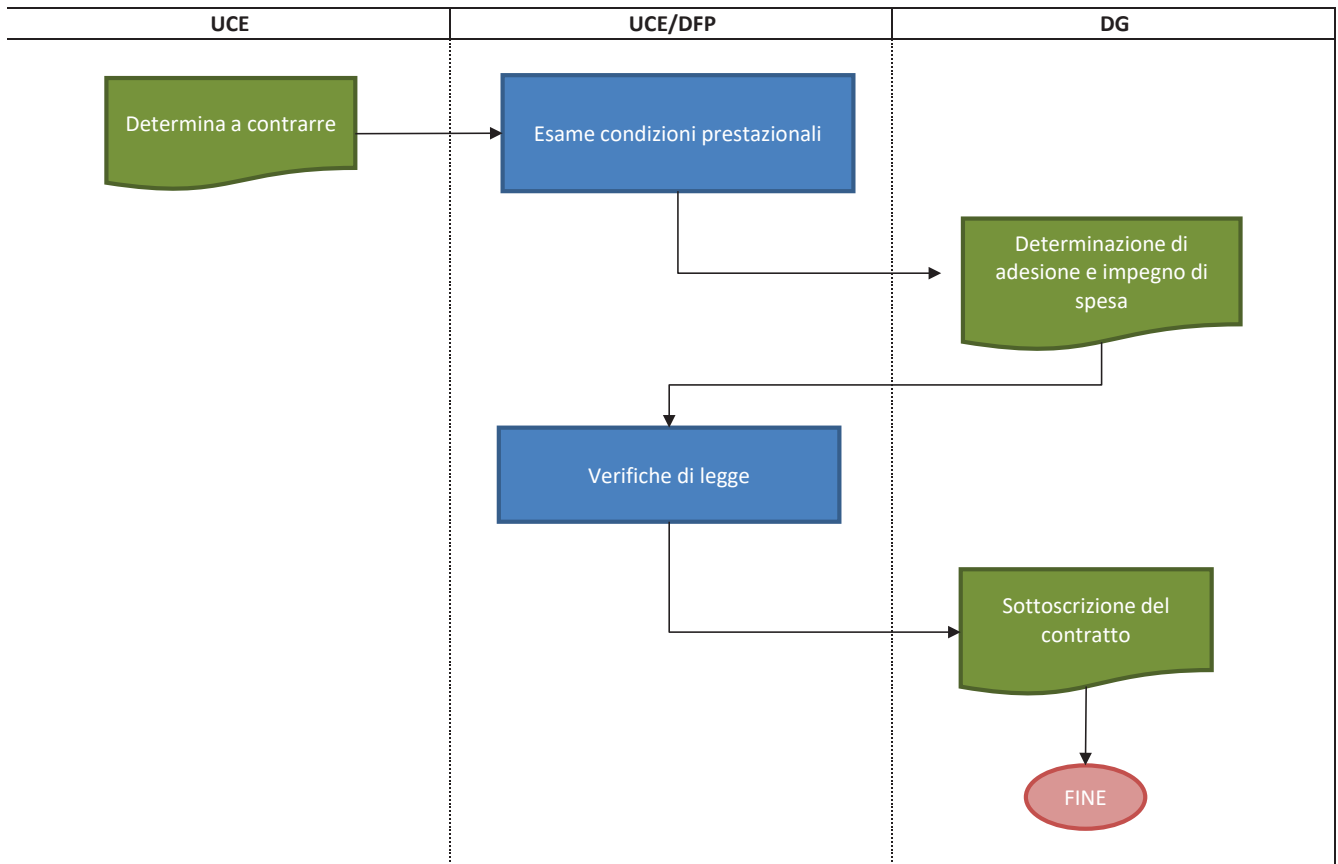 UCE
UCE/DFP
DG
Determina a contrarre
Esame condizioni prestazionali
Determinazione di
adesione e impegno di
spesa
Verifiche di legge
Sottoscrizione del
contratto
FINE